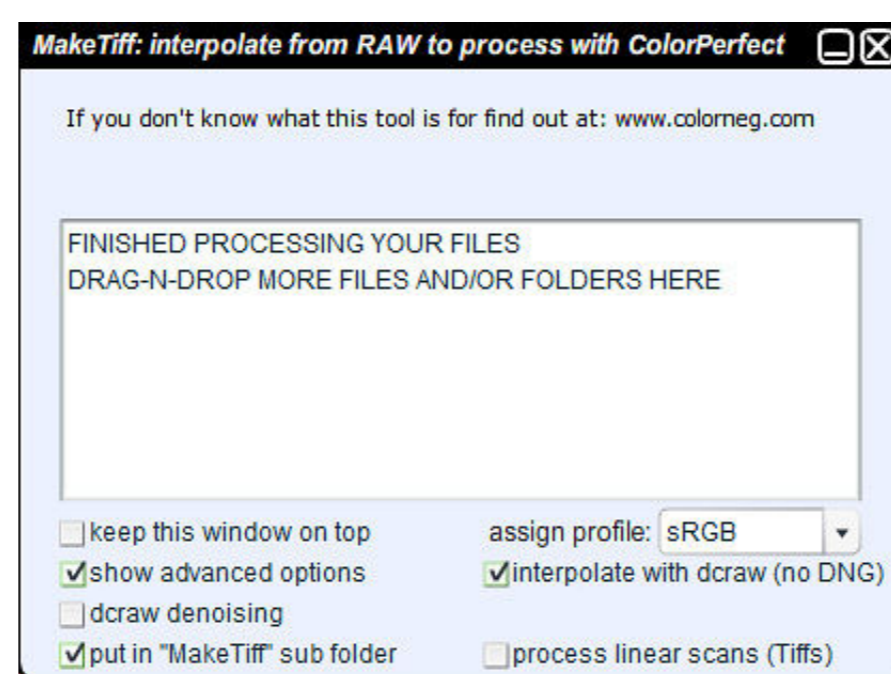 MakeTiff: interpolate from RAW to process with ColorPerfect
If you don't know what this tool is for find out at: www.colorneg.com
FINISHED PROCESSING YOUR FILES
DRAG-N-DROP MORE FILES AND/OR FOLDERS HERE
keep this window on top assign profile: sRGB
show advanced options interpolate with dcraw (no DNG)
dcraw denoising
put in "MakeTiff" sub folder process linear scans (Tiffs)